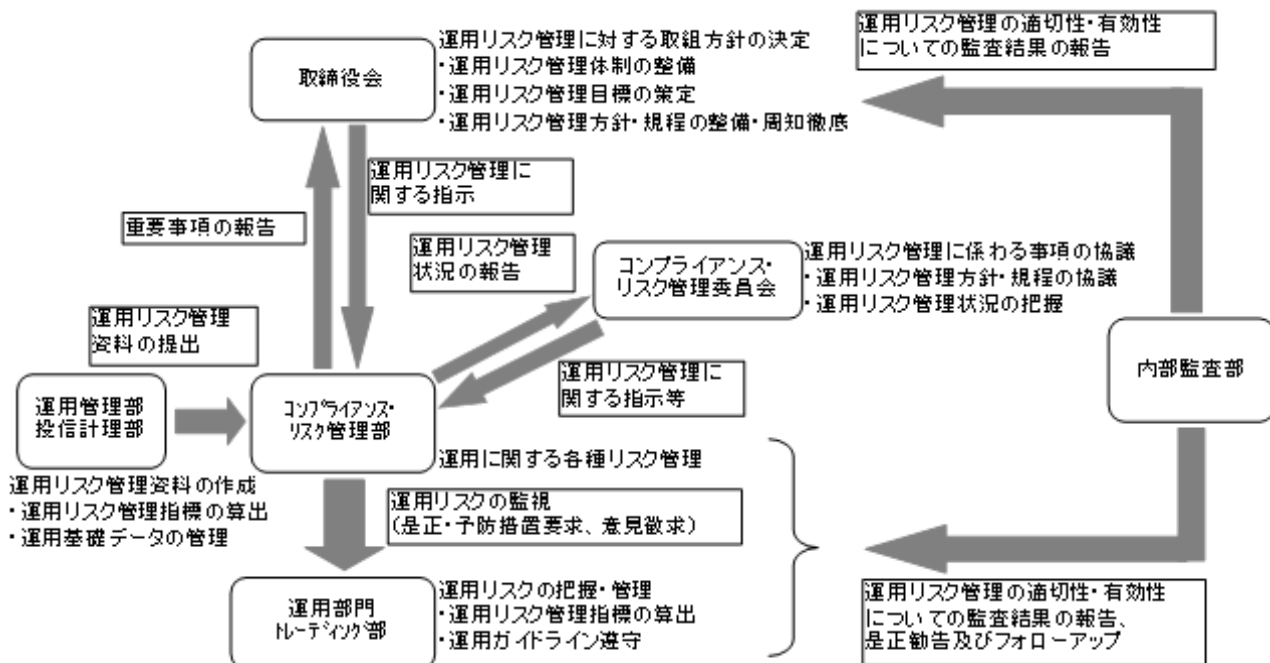 取締役会
運用リスク管理に対する取組方針の決定
・運用リスク管理体制の整備
・運用リスク管理目標の策定
・運用リスク管理方針・規程の整備・周知徹底
運用リスク管理の適切性・有効性
についての監査結果の報告
運用リスク管理に
関する指示
重要事項の報告
運用リスク管理
状況の報告
コンプライアンス・
リスク管理委員会
運用リスク管理に係わる事項の協議
・運用リスク管理方針・規程の協議
・運用リスク管理状況の把握
運用リスク管理
資料の提出
運用リスク管理に
関する指示等
内部監査部
運用管理部
投信計理部
コンプライアンス・
リスク管理部
運用に関する各種リスク管理
運用リスク管理資料の作成
・運用リスク管理指標の算出
・運用基礎データの管理
運用リスクの監視
(是正・予防措置要求、意見徴求)
運用部門
トレーディング部
運用リスクの把握・管理
・運用リスク管理指標の算出
・運用ガイドライン遵守
運用リスク管理の適切性・有効性
についての監査結果の報告、
是正勧告及びフォローアップ